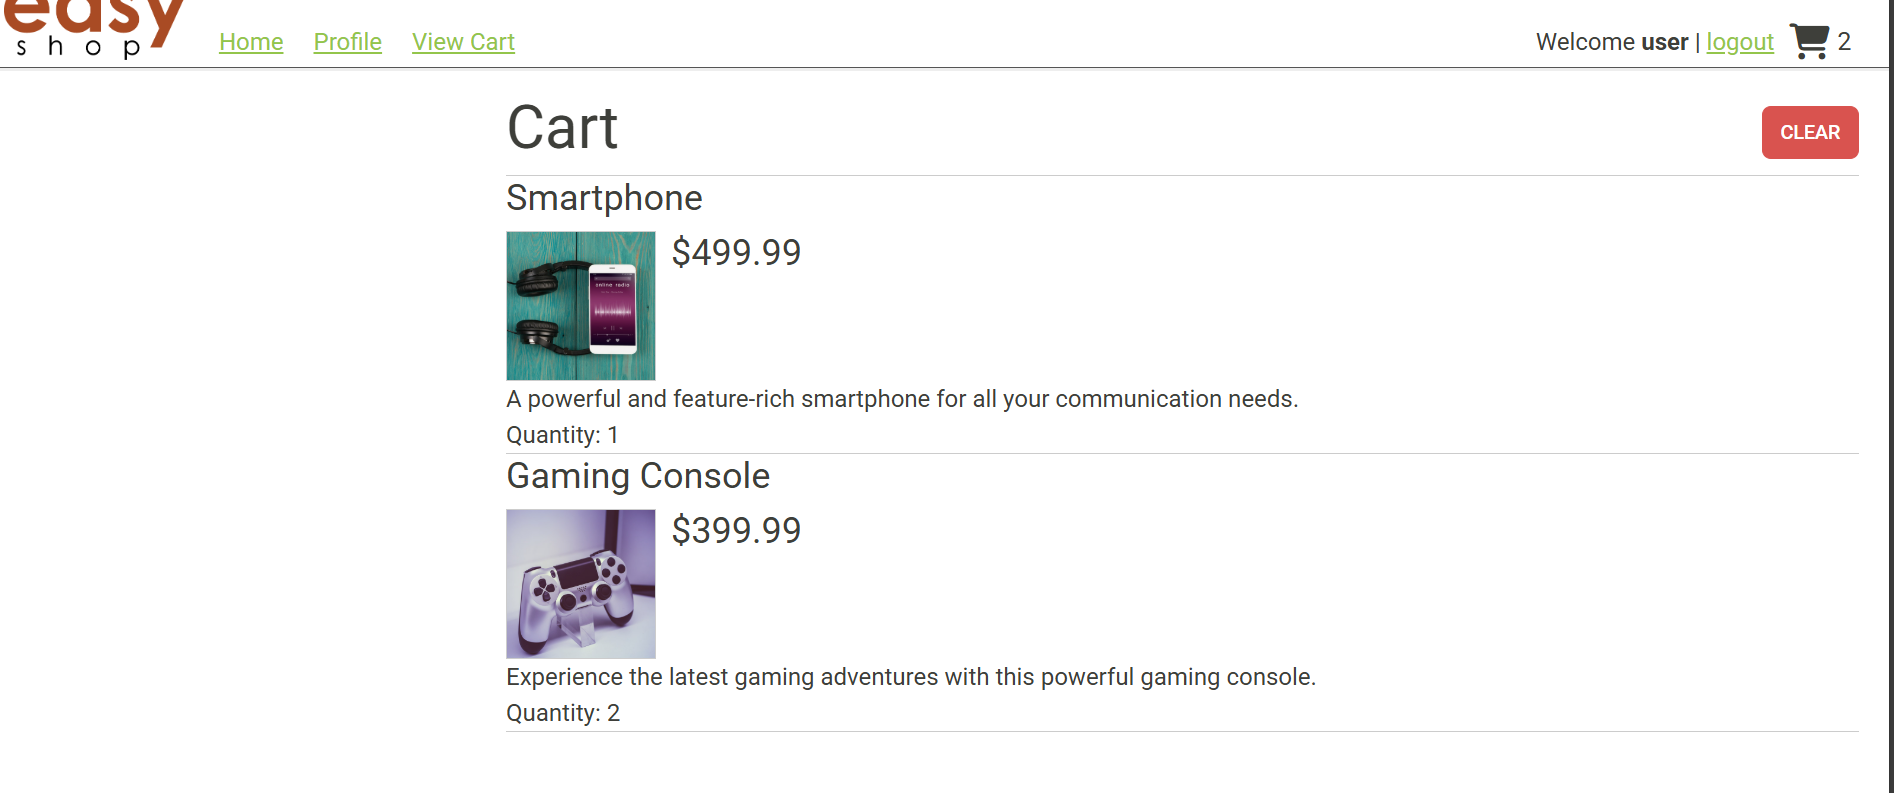 easy
shop
Home Profile View Cart
Welcome user | logout 2
Cart
CLEAR
Smartphone
$499.99
online radio
A powerful and feature-rich smartphone for all your communication needs.
Quantity: 1
Gaming Console
$399.99
Experience the latest gaming adventures with this powerful gaming console.
Quantity: 2